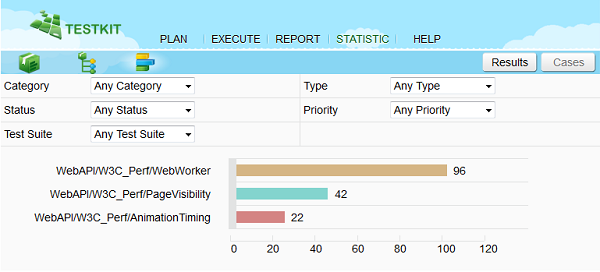 TESTKIT
PLAN EXECUTE REPORT STATISTIC HELP
Results Cases
Category Any Category Type Any Type
Status Any Status Priority Any Priority
Test Suite Any Test Suite
WebAPI/W3C_Perf/WebWorker 96
WebAPI/W3C_Perf/PageVisibility 42
WebAPI/W3C_Perf/AnimationTiming 22
0 20 40 60 80 100 120